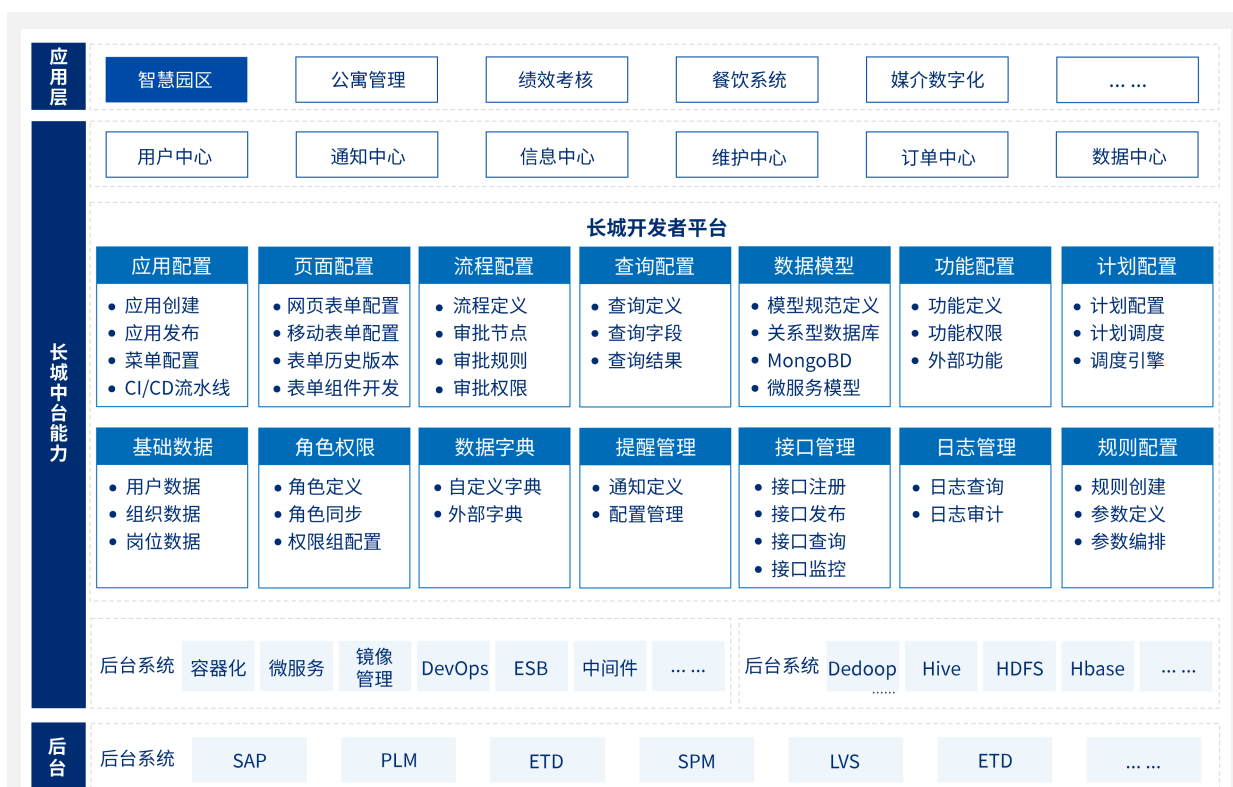 应用层
智慧园区
公寓管理
绩效考核
餐饮系统
媒介数字化
... ...
长城中台能力
用户中心
通知中心
信息中心
维护中心
订单中心
数据中心
长城开发者平台
应用配置
• 应用创建
• 应用发布
• 菜单配置
• CI/CD流水线
页面配置
• 网页表单配置
• 移动表单配置
• 表单历史版本
• 表单组件开发
流程配置
• 流程定义
• 审批节点
• 审批规则
• 审批权限
查询配置
• 查询定义
• 查询字段
• 查询结果
数据模型
• 模型规范定义
• 关系型数据库
• MongoBD
• 微服务模型
功能配置
• 功能定义
• 功能权限
• 外部功能
计划配置
• 计划配置
• 计划调度
• 调度引擎
基础数据
• 用户数据
• 组织数据
• 岗位数据
角色权限
• 角色定义
• 角色同步
• 权限组配置
数据字典
• 自定义字典
• 外部字典
提醒管理
• 通知定义
• 配置管理
接口管理
• 接口注册
• 接口发布
• 接口查询
• 接口监控
日志管理
• 日志查询
• 日志审计
规则配置
• 规则创建
• 参数定义
• 参数编排
后台系统
容器化
微服务
镜像
管理
DevOps
ESB
中间件
... ...
后台系统
Dedoop
......
Hive
HDFS
Hbase
... ...
后台
后台系统
SAP
PLM
ETD
SPM
LVS
ETD
... ...